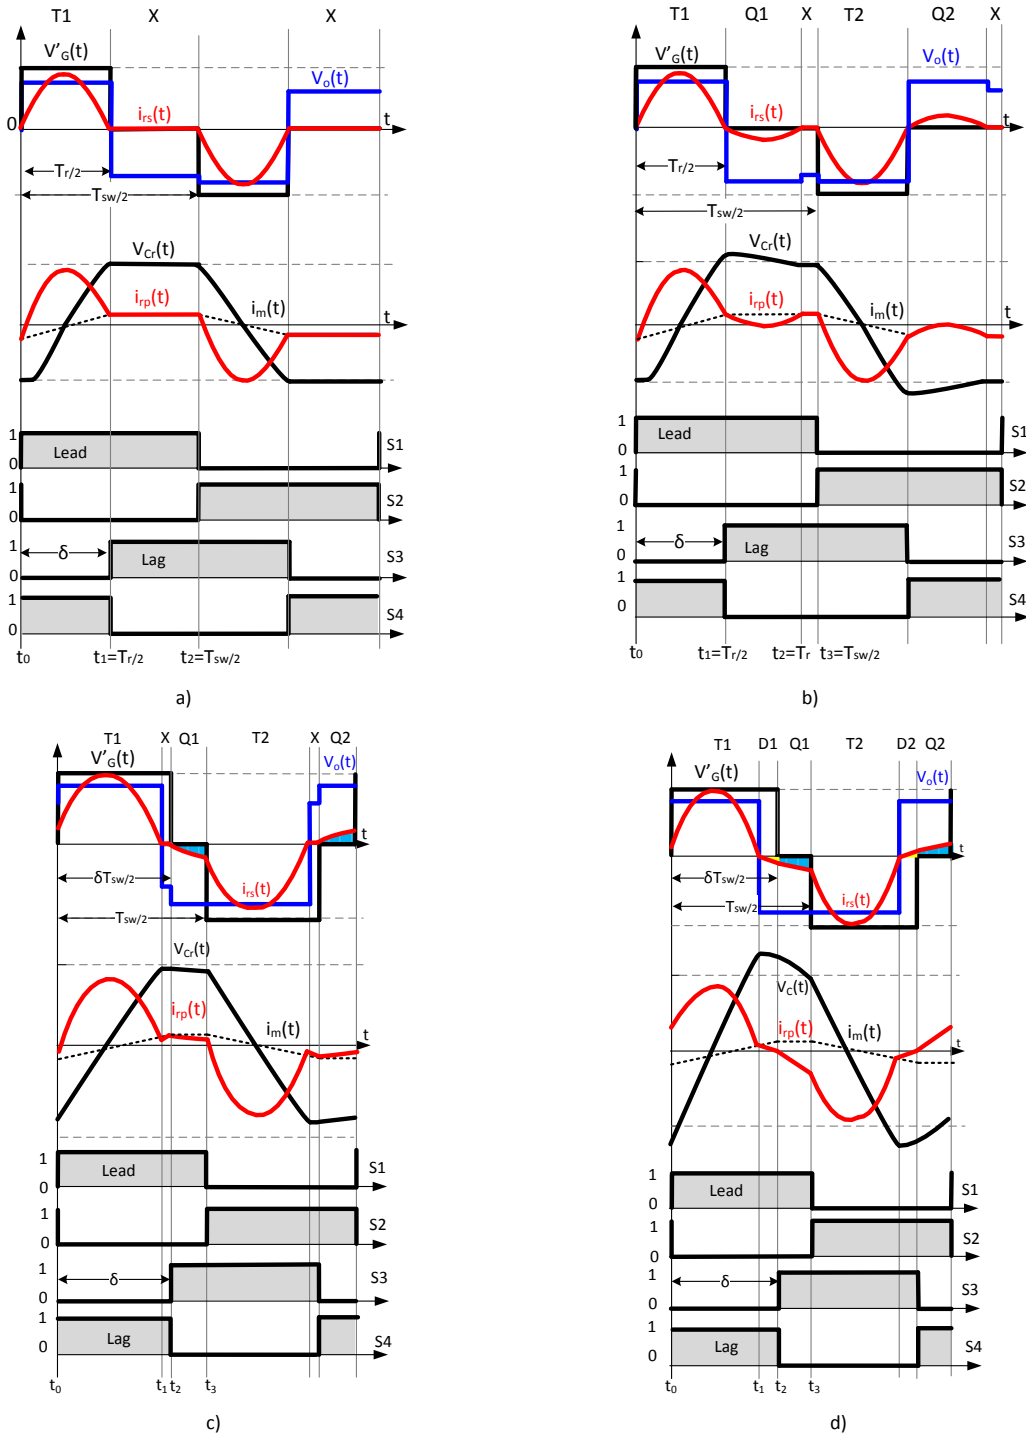 T1 X X
V'G(t)
Vo(t)
irs(t)
t
0
Tr/2
Tsw/2
VCr(t)
irp(t)
im(t)
t
1
Lead
S1
0
1
S2
0
δ
1
Lag
S3
0
1
S4
0
t0 t1=Tr/2 t2=Tsw/2
a)
T1 Q1 X T2 Q2 X
V'G(t)
Vo(t)
irs(t)
t
Tr/2
Tsw/2
VCr(t)
irp(t)
im(t)
t
1
Lead
S1
0
1
S2
0
δ
1
Lag
S3
0
1
S4
0
t0 t1=Tr/2 t2=Tr t3=Tsw/2
b)
T1 X Q1 T2 X Q2
V'G(t)
Vo(t)
t
δTsw/2
irs(t)
Tsw/2
VCr(t)
irp(t)
im(t)
t
1
Lead
S1
0
1
S2
0
δ
1
S3
0
1
Lag
S4
0
t0 t1 t2 t3
c)
T1 D1 Q1 T2 D2 Q2
V'G(t)
Vo(t)
t
δTsw/2
irs(t)
Tsw/2
VC(t)
irp(t)
im(t)
t
1
Lead
S1
0
1
S2
0
δ
1
S3
0
1
Lag
S4
0
t0 t1 t2 t3
d)